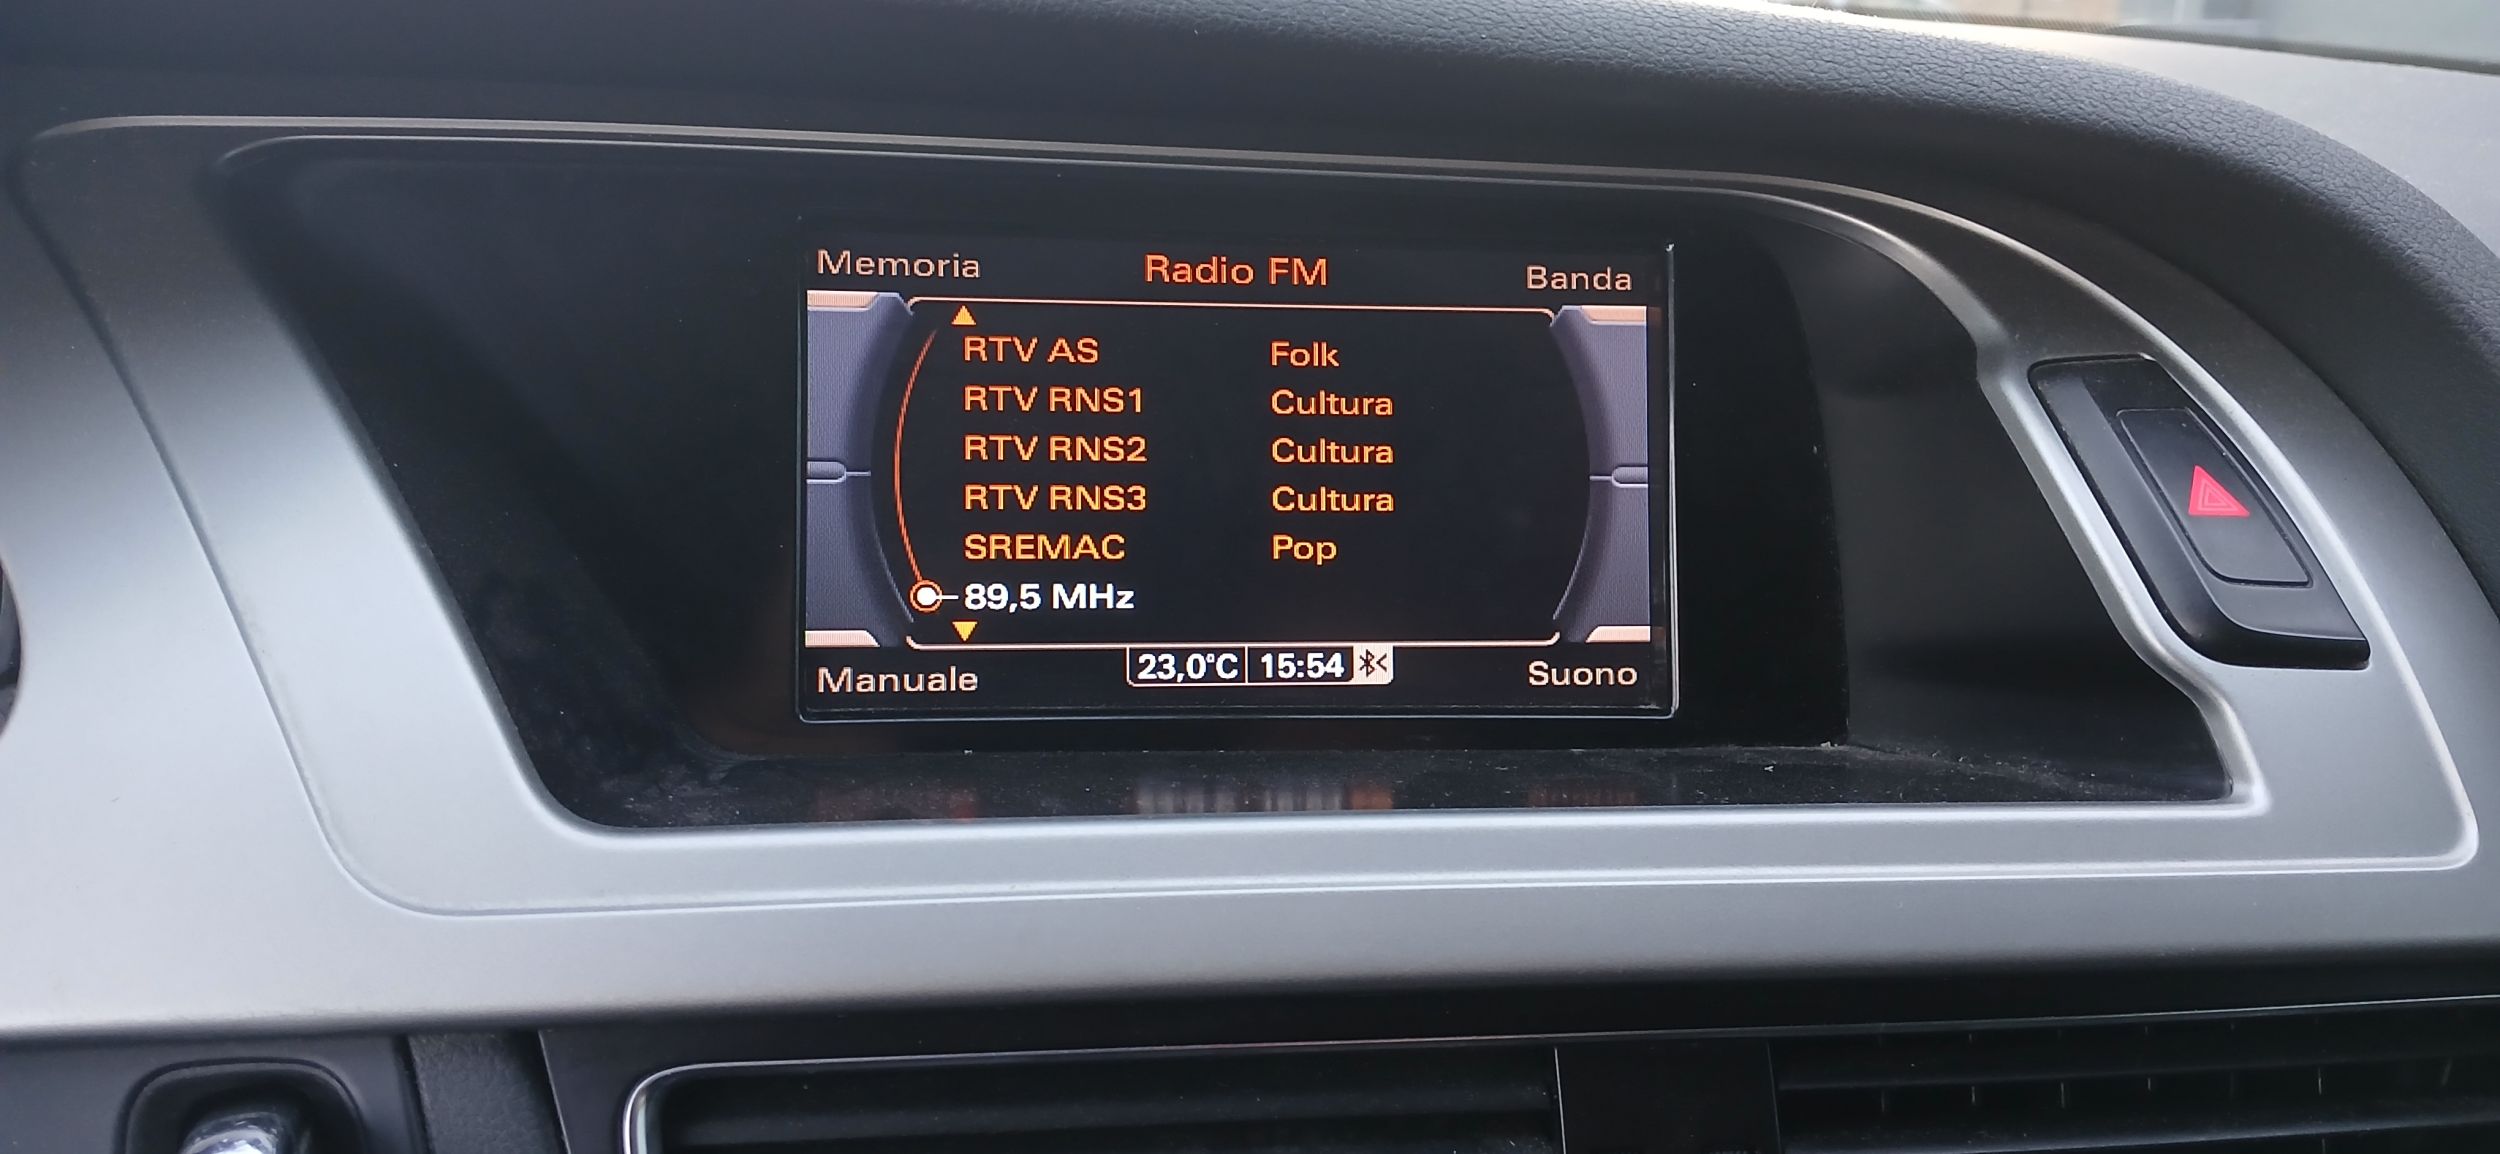 Memoria Radio FM Banda
RTV AS Folk
RTV RNS1 Cultura
RTV RNS2 Cultura
RTV RNS3 Cultura
SREMAC Pop
89,5 MHz
Manuale 23,0°C 15:54 Suono